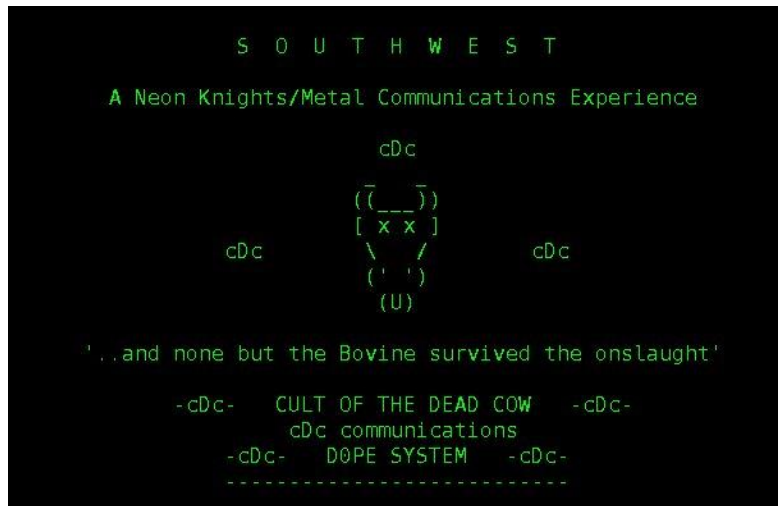 S O U T H W E S T
A Neon Knights/Metal Communications Experience
cDc
_   _
((___))
[ x x ]
cDc \   / cDc
(' ')
(U)
'..and none but the Bovine survived the onslaught'
-cDc- CULT OF THE DEAD COW -cDc-
cDc communications
-cDc- D0PE SYSTEM -cDc-
---------------------------